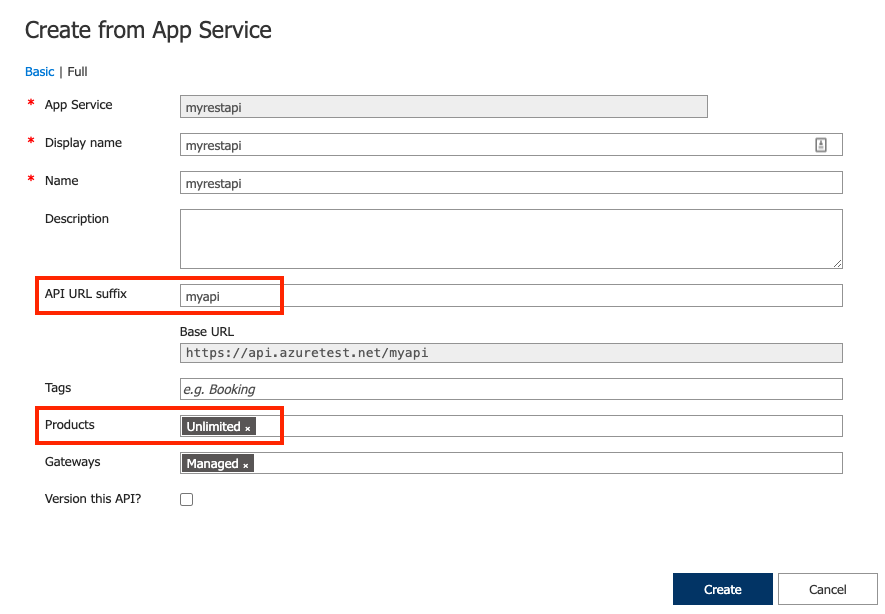 Create from App Service
Basic | Full
* App Service myrestapi
* Display name myrestapi
* Name myrestapi
Description
API URL suffix myapi
Base URL
https://api.azuretest.net/myapi
Tags e.g. Booking
Products Unlimited ×
Gateways Managed ×
Version this API?
Create Cancel